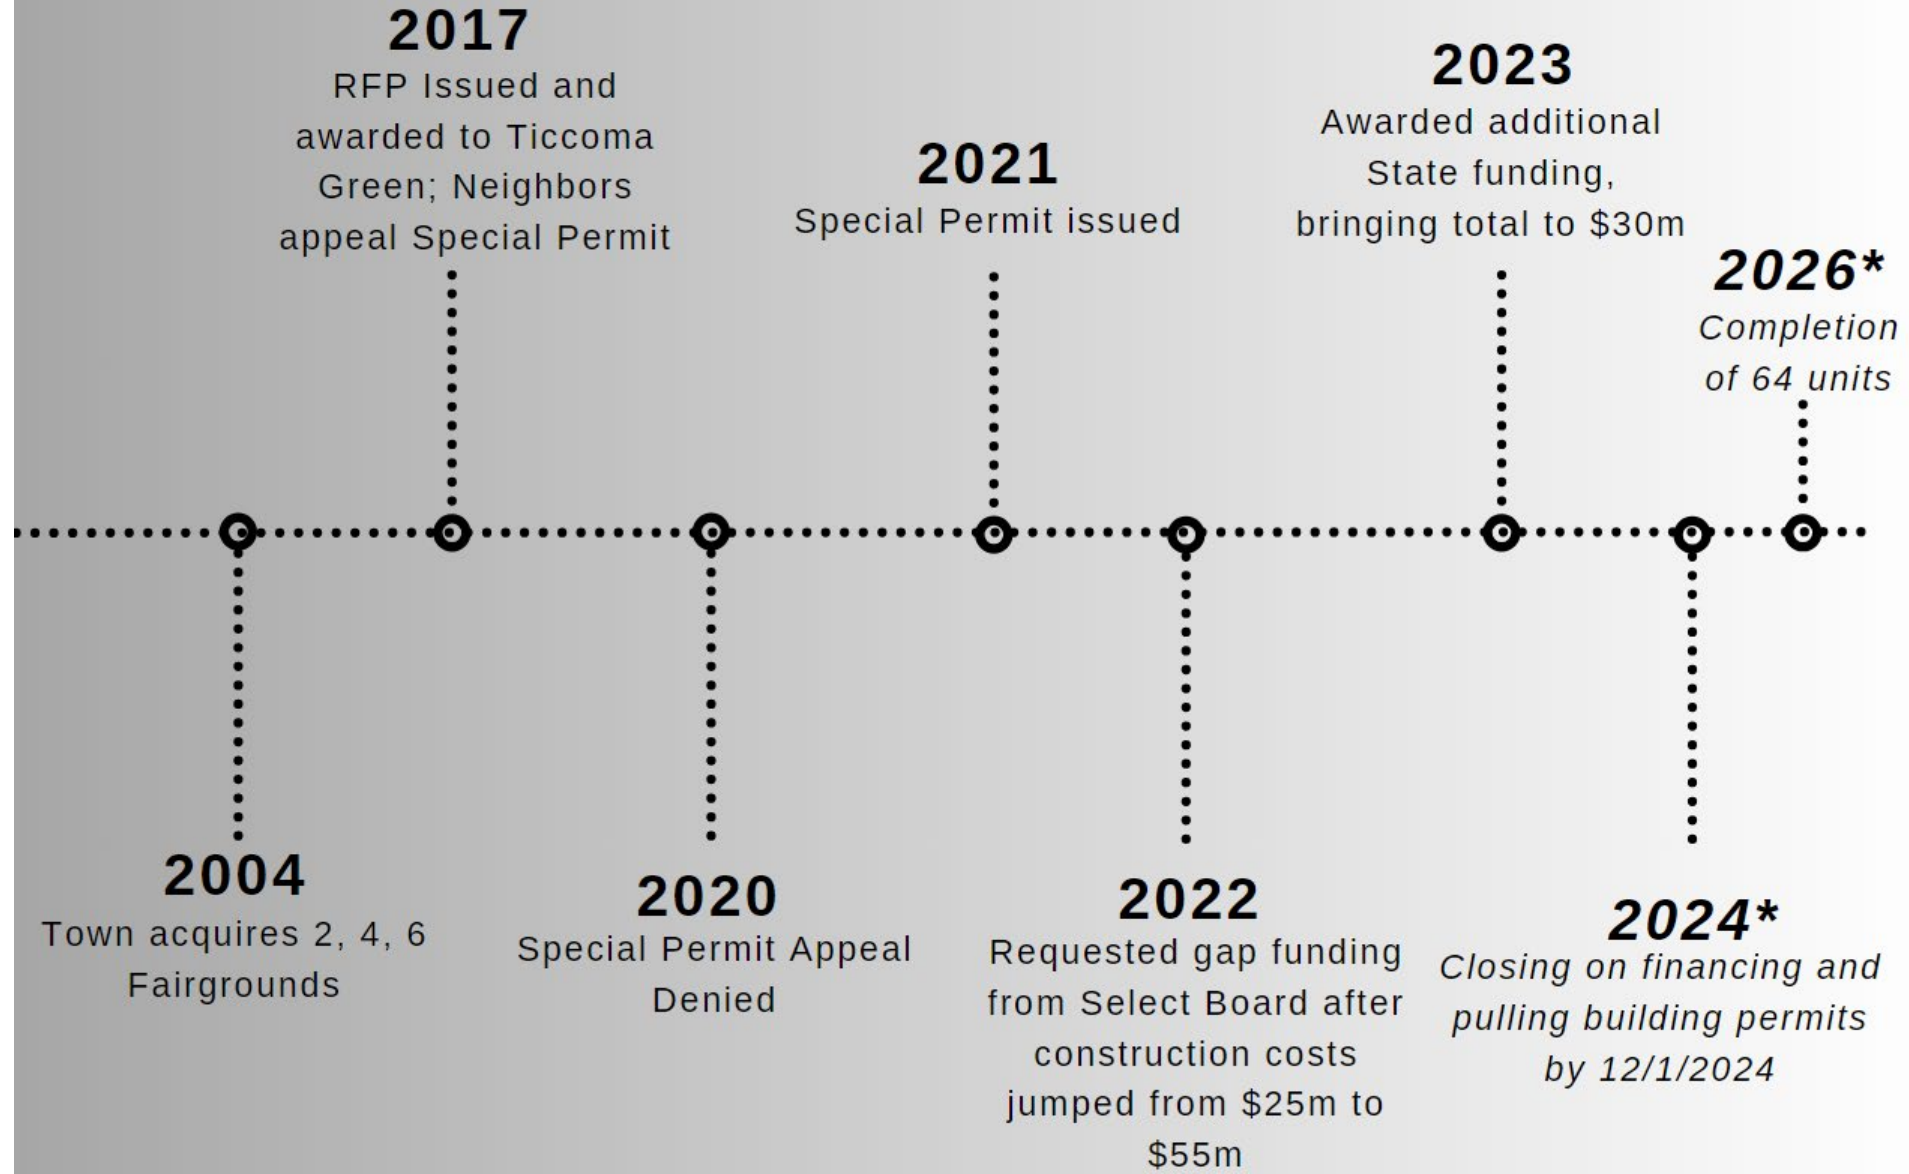 2017
RFP Issued and
awarded to Ticcoma
Green; Neighbors
appeal Special Permit
2021
Special Permit issued
2023
Awarded additional
State funding,
bringing total to $30m
2026*
Completion
of 64 units
2004
Town acquires 2, 4, 6
Fairgrounds
2020
Special Permit Appeal
Denied
2022
Requested gap funding
from Select Board after
construction costs
jumped from $25m to
$55m
2024*
Closing on financing and
pulling building permits
by 12/1/2024